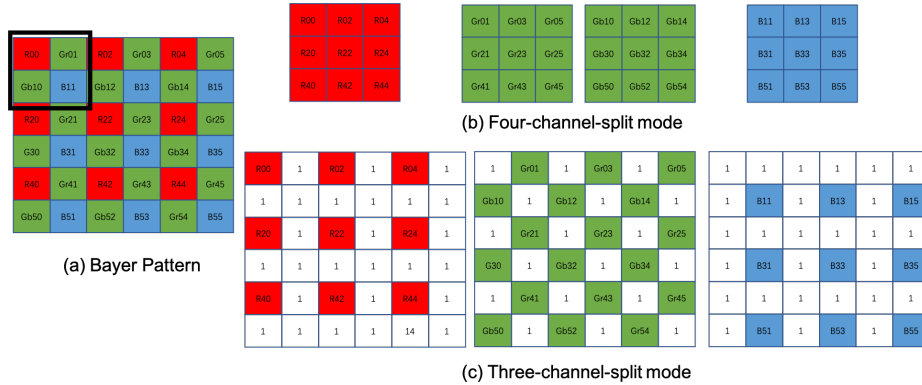 R00 Gr01 R02 Gr03 R04 Gr05
Gb10 B11 Gb12 B13 Gb14 B15
R20 Gr21 R22 Gr23 R24 Gr25
G30 B31 Gb32 B33 Gb34 B35
R40 Gr41 R42 Gr43 R44 Gr45
Gb50 B51 Gb52 B53 Gr54 B55
(a) Bayer Pattern
R00 R02 R04
R20 R22 R24
R40 R42 R44
Gr01 Gr03 Gr05
Gr21 Gr23 Gr25
Gr41 Gr43 Gr45
Gb10 Gb12 Gb14
Gb30 Gb32 Gb34
Gb50 Gb52 Gb54
B11 B13 B15
B31 B33 B35
B51 B53 B55
(b) Four-channel-split mode
R00 1 R02 1 R04 1
1 1 1 1 1 1
R20 1 R22 1 R24 1
1 1 1 1 1 1
R40 1 R42 1 R44 1
1 1 1 1 14 1
1 Gr01 1 Gr03 1 Gr05
Gb10 1 Gb12 1 Gb14 1
1 Gr21 1 Gr23 1 Gr25
G30 1 Gb32 1 Gb34 1
1 Gr41 1 Gr43 1 Gr45
Gb50 1 Gb52 1 Gr54 1
1 1 1 1 1 1
1 B11 1 B13 1 B15
1 1 1 1 1 1
1 B31 1 B33 1 B35
1 1 1 1 1 1
1 B51 1 B53 1 B55
(c) Three-channel-split mode